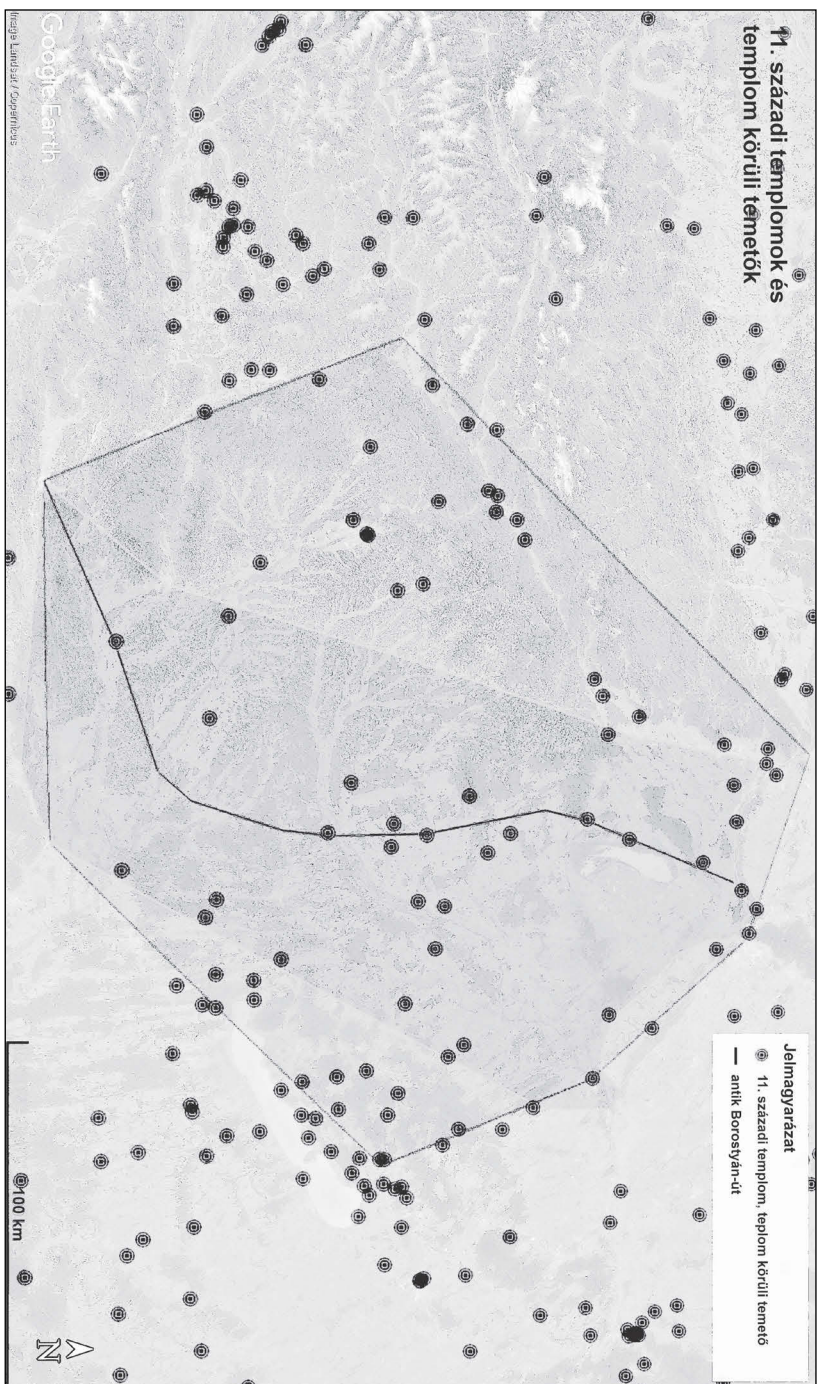 11. századi templomok és
templom körüli temetők
Jelmagyarázat
11. századi templom, teplom körüli temető
antik Borostyán-út
Google Earth
Image Landsat / Copernicus
100 km
N